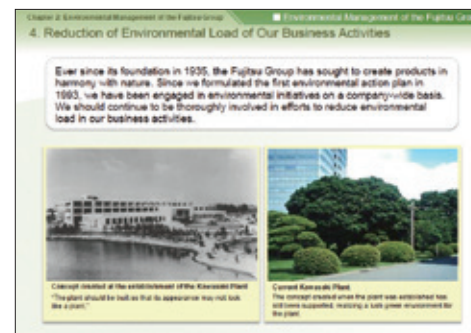 Chapter 2: Environmental Management of the Fujitsu Group
Environmental Management of the Fujitsu Grou
4. Reduction of Environmental Load of Our Business Activities
Ever since its foundation in 1935, the Fujitsu Group has sought to create products in
harmony with nature. Since we formulated the first environmental action plan in
1993, we have been engaged in environmental initiatives on a company-wide basis.
We should continue to be thoroughly involved in efforts to reduce environmental
load in our business activities.
Concept created at the establishment of the Kawasaki Plant
"The plant should be built so that its appearance may not look
like a plant."
Current Kawasaki Plant
The concept created when the plant was established has
still been supported, realizing a lush green environment for
the plant.